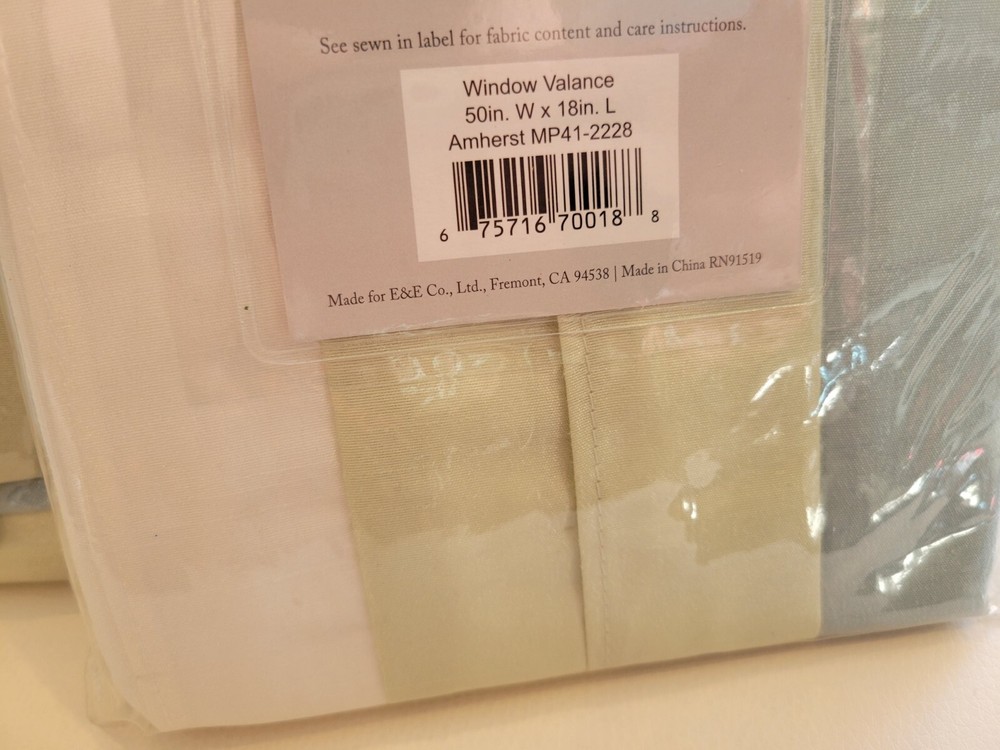 See sewn in label for fabric content and care instructions.
Window Valance
50in. W x 18in. L
Amherst MP41-2228
6 75716 70018 8
Made for E&E Co., Ltd., Fremont, CA 94538 | Made in China RN91519